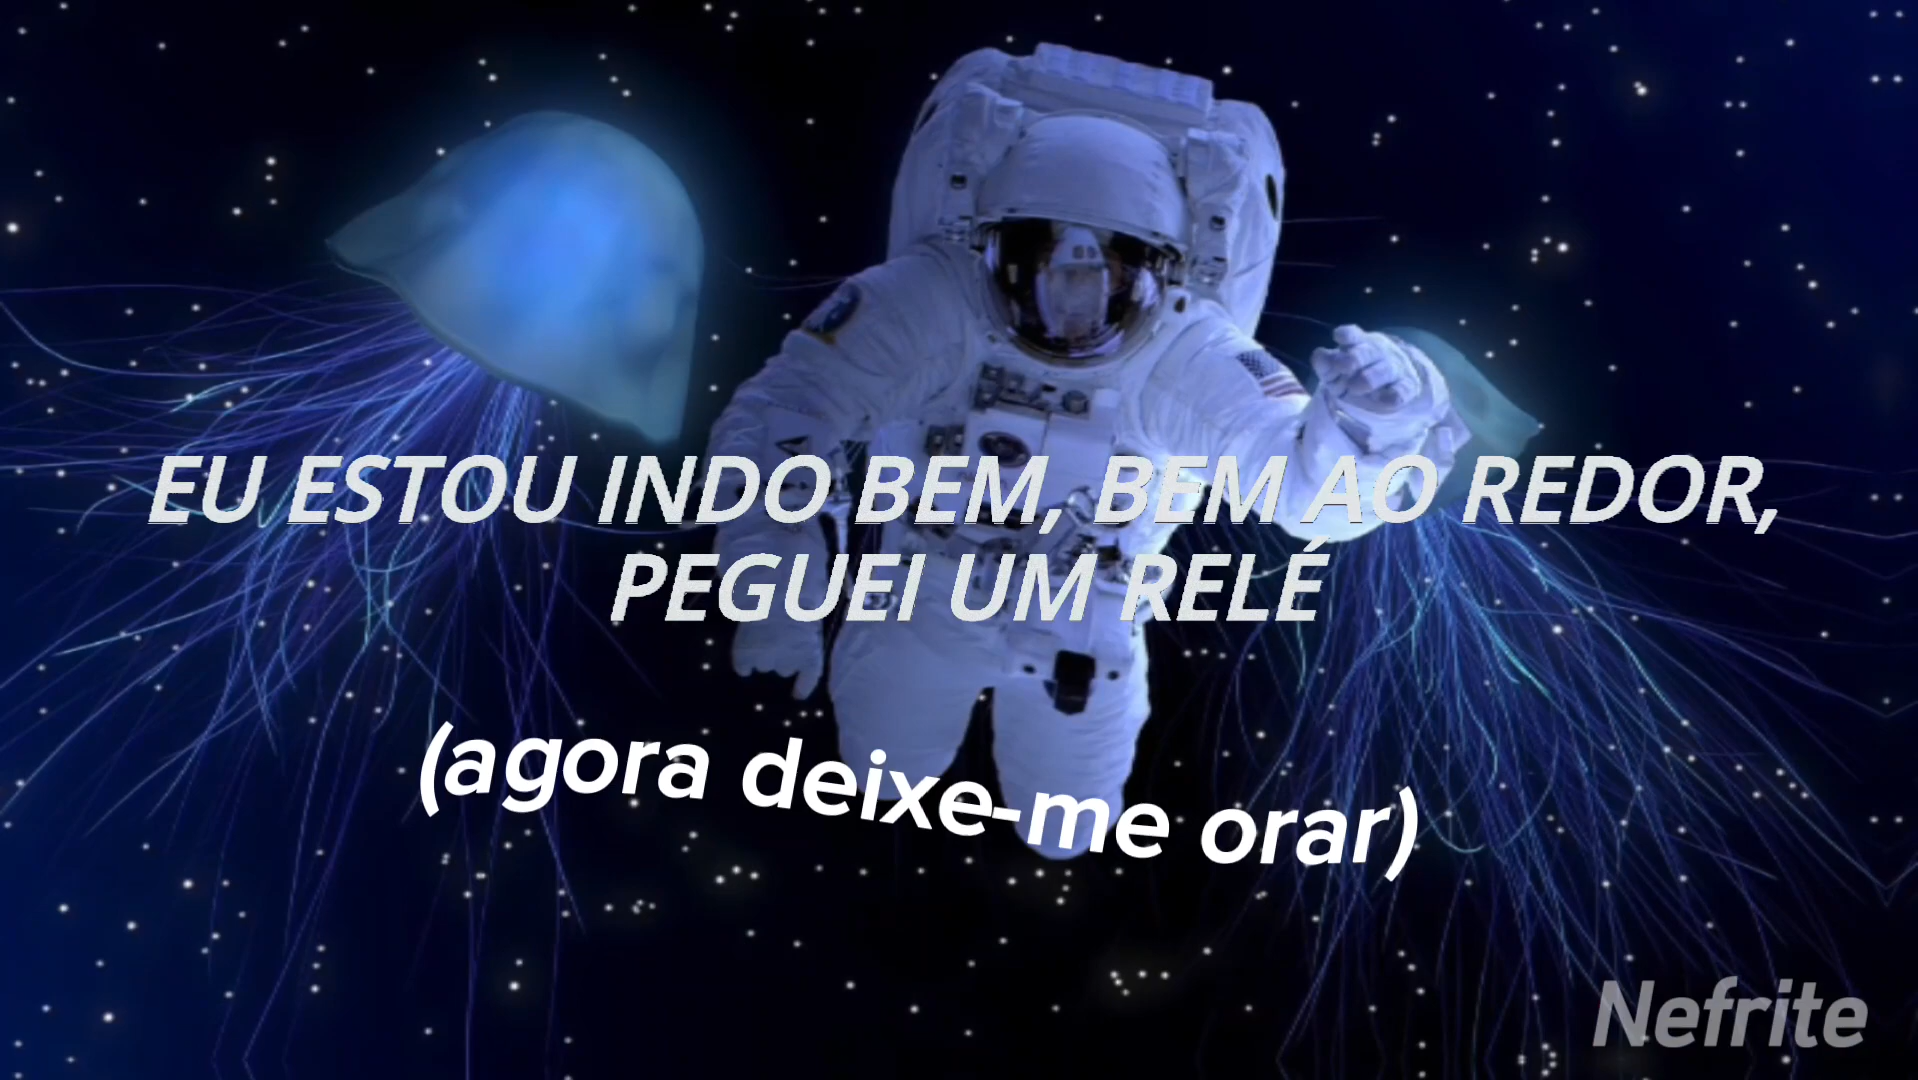 EU ESTOU INDO BEM, BEM AO REDOR,
PEGUEI UM RELÉ
(agora deixe-me orar)
Nefrite